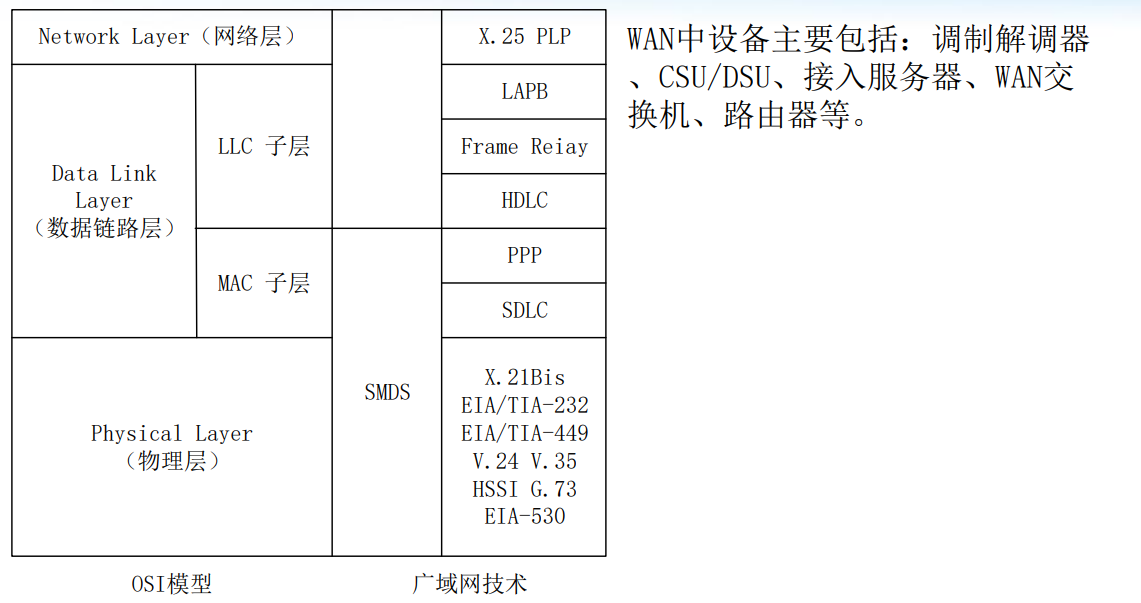 Network Layer（网络层）
X.25 PLP
Data Link
Layer
（数据链路层）
LLC 子层
LAPB
Frame Reiay
HDLC
MAC 子层
PPP
SDLC
Physical Layer
（物理层）
SMDS
X.21Bis
EIA/TIA-232
EIA/TIA-449
V.24 V.35
HSSI G.73
EIA-530
OSI模型
广域网技术
WAN中设备主要包括：调制解调器
、CSU/DSU、接入服务器、WAN交
换机、路由器等。